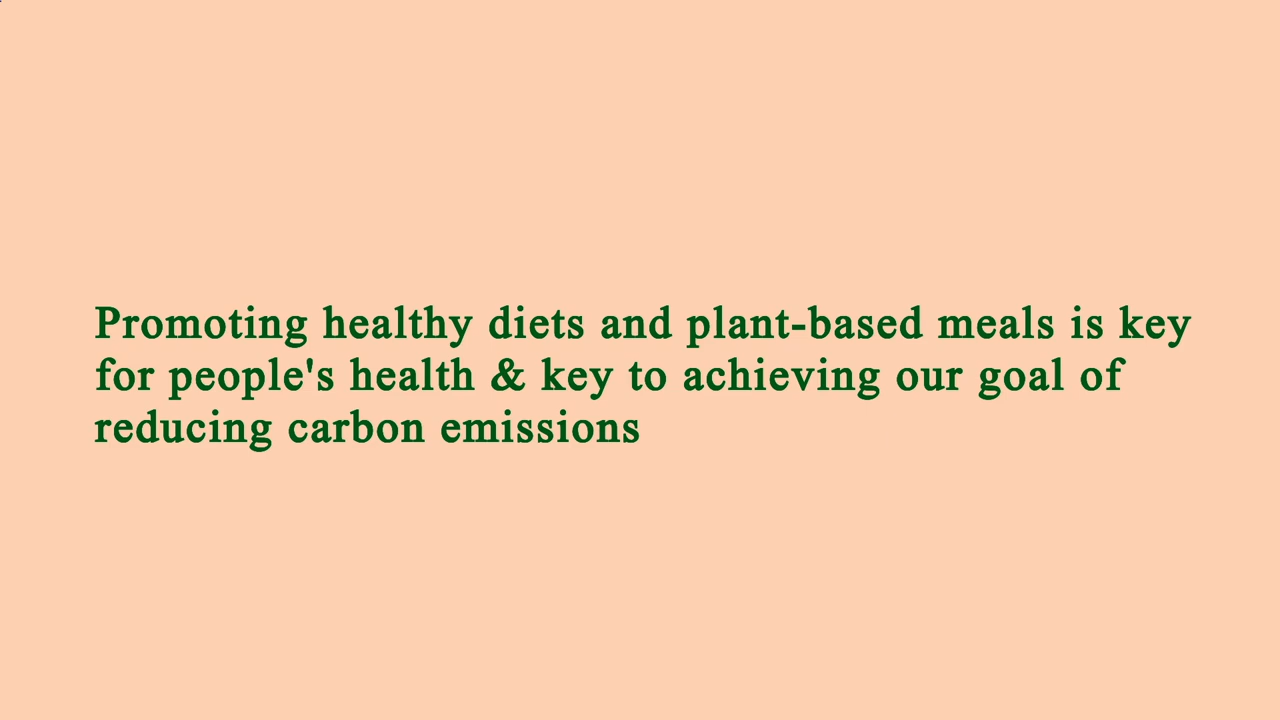 Promoting healthy diets and plant-based meals is key
for people's health & key to achieving our goal of
reducing carbon emissions